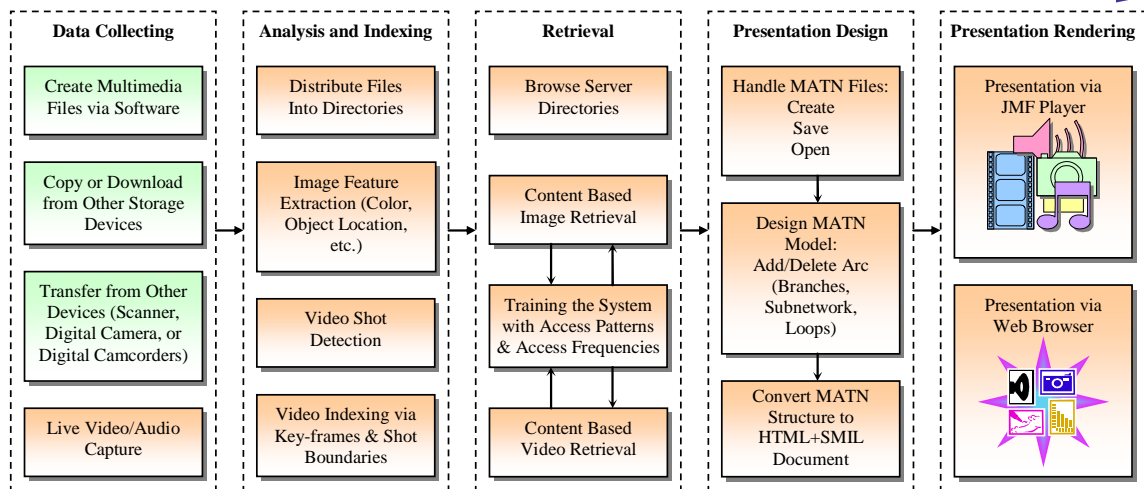 Data Collecting
Create Multimedia
Files via Software
Copy or Download
from Other Storage
Devices
Transfer from Other
Devices (Scanner,
Digital Camera, or
Digital Camcorders)
Live Video/Audio
Capture
Analysis and Indexing
Distribute Files
Into Directories
Image Feature
Extraction (Color,
Object Location,
etc.)
Video Shot
Detection
Video Indexing via
Key-frames & Shot
Boundaries
Retrieval
Browse Server
Directories
Content Based
Image Retrieval
Training the System
with Access Patterns
& Access Frequencies
Content Based
Video Retrieval
Presentation Design
Handle MATN Files:
Create
Save
Open
Design MATN
Model:
Add/Delete Arc
(Branches,
Subnetwork,
Loops)
Convert MATN
Structure to
HTML+SMIL
Document
Presentation Rendering
Presentation via
JMF Player
Presentation via
Web Browser